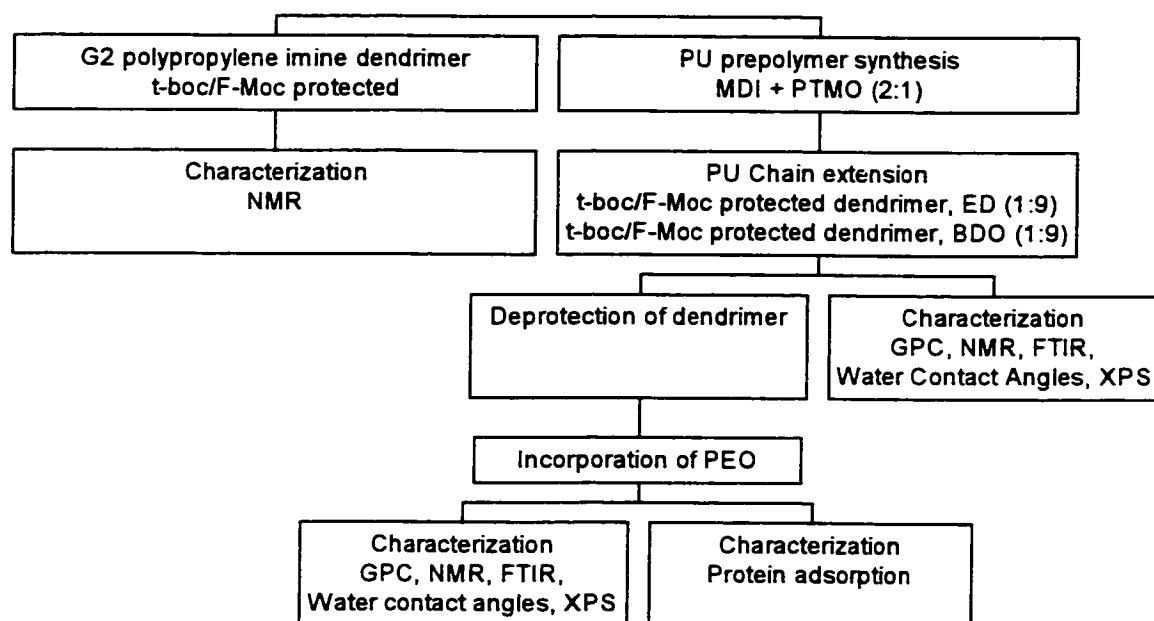 G2 polypropylene imine dendrimer
t-boc/F-Moc protected
PU prepolymer synthesis
MDI + PTMO (2:1)
Characterization
NMR
PU Chain extension
t-boc/F-Moc protected dendrimer, ED (1:9)
t-boc/F-Moc protected dendrimer, BDO (1:9)
Deprotection of dendrimer
Characterization
GPC, NMR, FTIR,
Water Contact Angles, XPS
Incorporation of PEO
Characterization
GPC, NMR, FTIR,
Water contact angles, XPS
Characterization
Protein adsorption